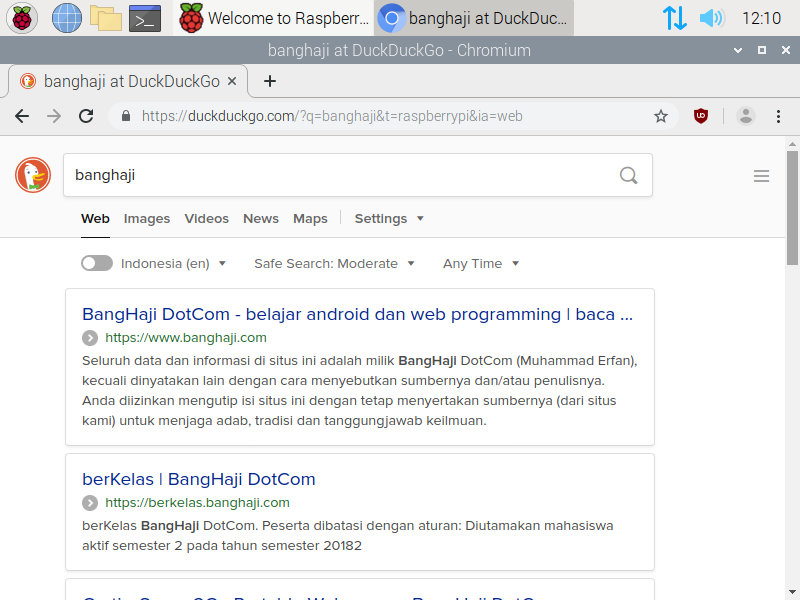 Welcome to Raspberr...
banghaji at DuckDuc...
12:10
banghaji at DuckDuckGo - Chromium
banghaji at DuckDuckGo
https://duckduckgo.com/?q=banghaji&t=raspberrypi&ia=web
banghaji
Web Images Videos News Maps Settings
Indonesia (en) Safe Search: Moderate Any Time
BangHaji DotCom - belajar android dan web programming | baca ...
https://www.banghaji.com
Seluruh data dan informasi di situs ini adalah milik BangHaji DotCom (Muhammad Erfan),
kecuali dinyatakan lain dengan cara menyebutkan sumbernya dan/atau penulisnya.
Anda diizinkan mengutip isi situs ini dengan tetap menyertakan sumbernya (dari situs
kami) untuk menjaga adab, tradisi dan tanggungjawab keilmuan.
berKelas | BangHaji DotCom
https://berkelas.banghaji.com
berKelas BangHaji DotCom. Peserta dibatasi dengan aturan: Diutamakan mahasiswa
aktif semester 2 pada tahun semester 20182